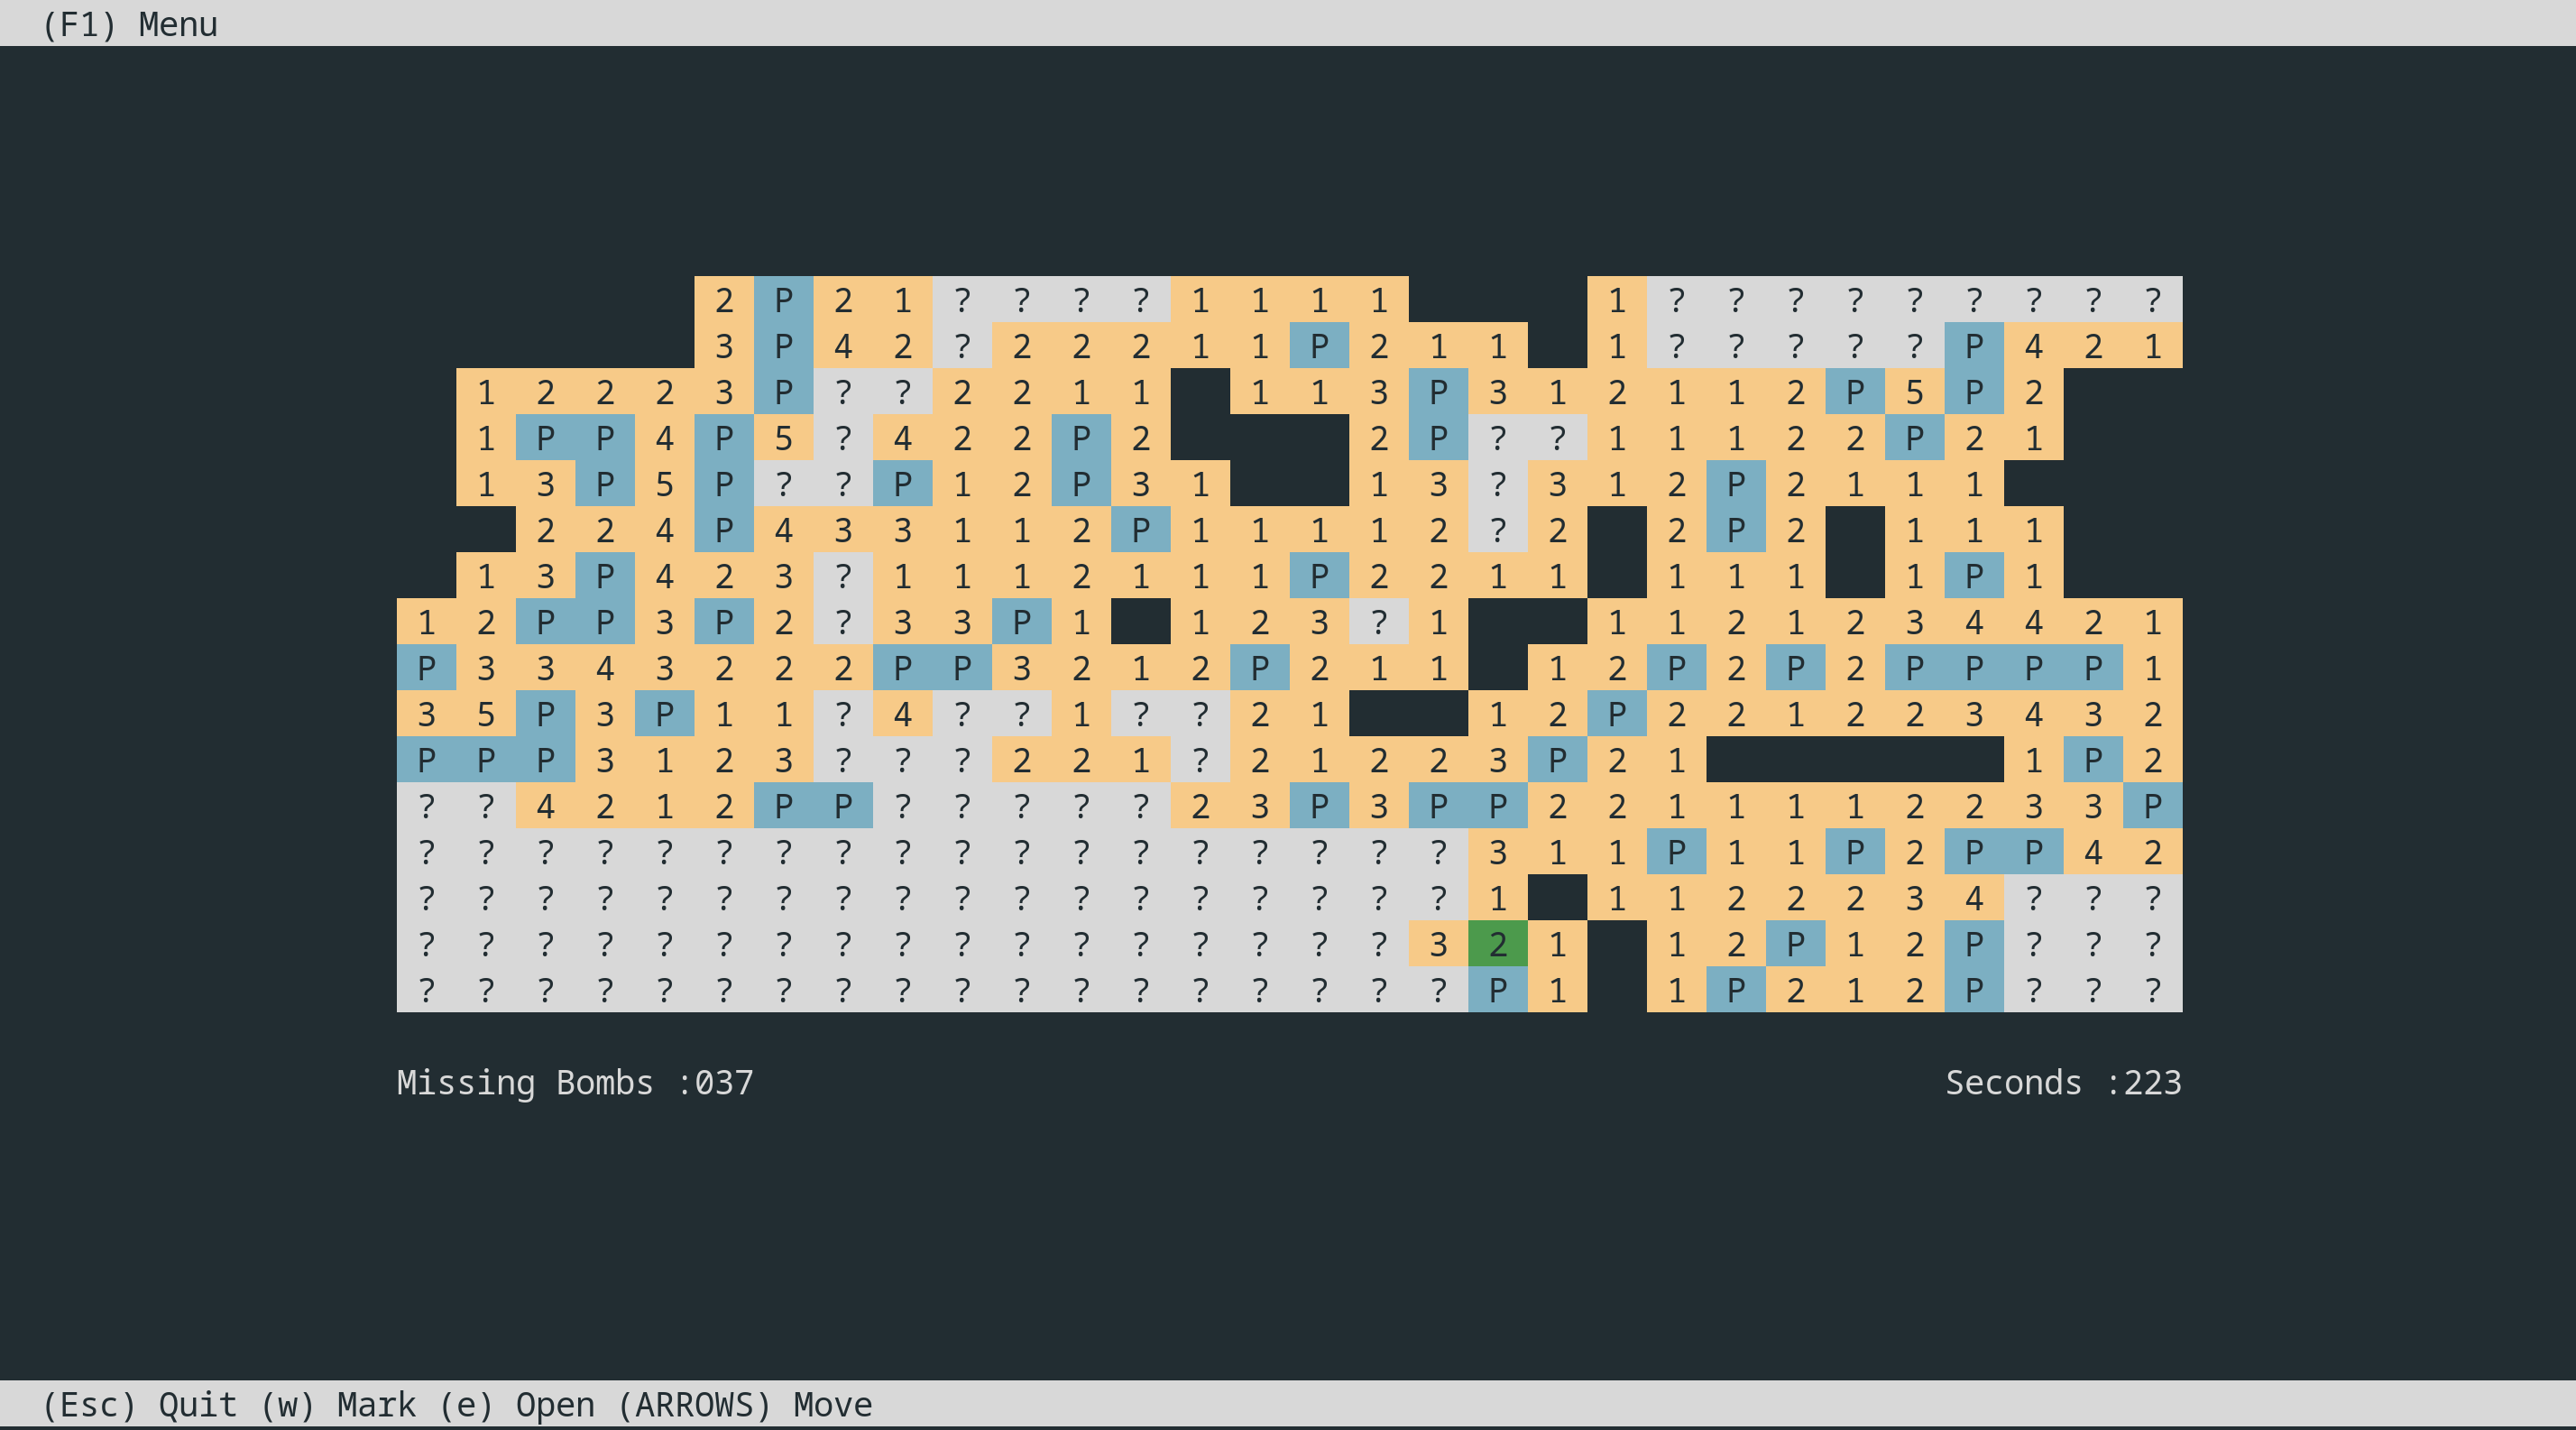 (F1) Menu
2 P 2 1 ? ? ? ? 1 1 1 1 1 ? ? ? ? ? ? ? ? ?
3 P 4 2 ? 2 2 2 1 1 P 2 1 1 1 ? ? ? ? ? P 4 2 1
1 2 2 2 3 P ? ? 2 2 1 1 1 1 3 P 3 1 2 1 1 2 P 5 P 2
1 P P 4 P 5 ? 4 2 2 P 2 2 P ? ? 1 1 1 2 2 P 2 1
1 3 P 5 P ? ? P 1 2 P 3 1 1 3 ? 3 1 2 P 2 1 1 1
2 2 4 P 4 3 3 1 1 2 P 1 1 1 1 2 ? 2 2 P 2 1 1 1
1 3 P 4 2 3 ? 1 1 1 2 1 1 1 P 2 2 1 1 1 1 1 1 P 1
1 2 P P 3 P 2 ? 3 3 P 1 1 2 3 ? 1 1 1 2 1 2 3 4 4 2 1
P 3 3 4 3 2 2 2 P P 3 2 1 2 P 2 1 1 1 2 P 2 P 2 P P P P 1
3 5 P 3 P 1 1 ? 4 ? ? 1 ? ? 2 1 1 2 P 2 2 1 2 2 3 4 3 2
P P P 3 1 2 3 ? ? ? 2 2 1 ? 2 1 2 2 3 P 2 1 1 P 2
? ? 4 2 1 2 P P ? ? ? ? ? 2 3 P 3 P P 2 2 1 1 1 1 2 2 3 3 P
? ? ? ? ? ? ? ? ? ? ? ? ? ? ? ? ? ? 3 1 1 P 1 1 P 2 P P 4 2
? ? ? ? ? ? ? ? ? ? ? ? ? ? ? ? ? ? 1 1 1 2 2 2 3 4 ? ? ?
? ? ? ? ? ? ? ? ? ? ? ? ? ? ? ? ? 3 2 1 1 2 P 1 2 P ? ? ?
? ? ? ? ? ? ? ? ? ? ? ? ? ? ? ? ? ? P 1 1 P 2 1 2 P ? ? ?
Missing Bombs :037 Seconds :223
(Esc) Quit (w) Mark (e) Open (ARROWS) Move